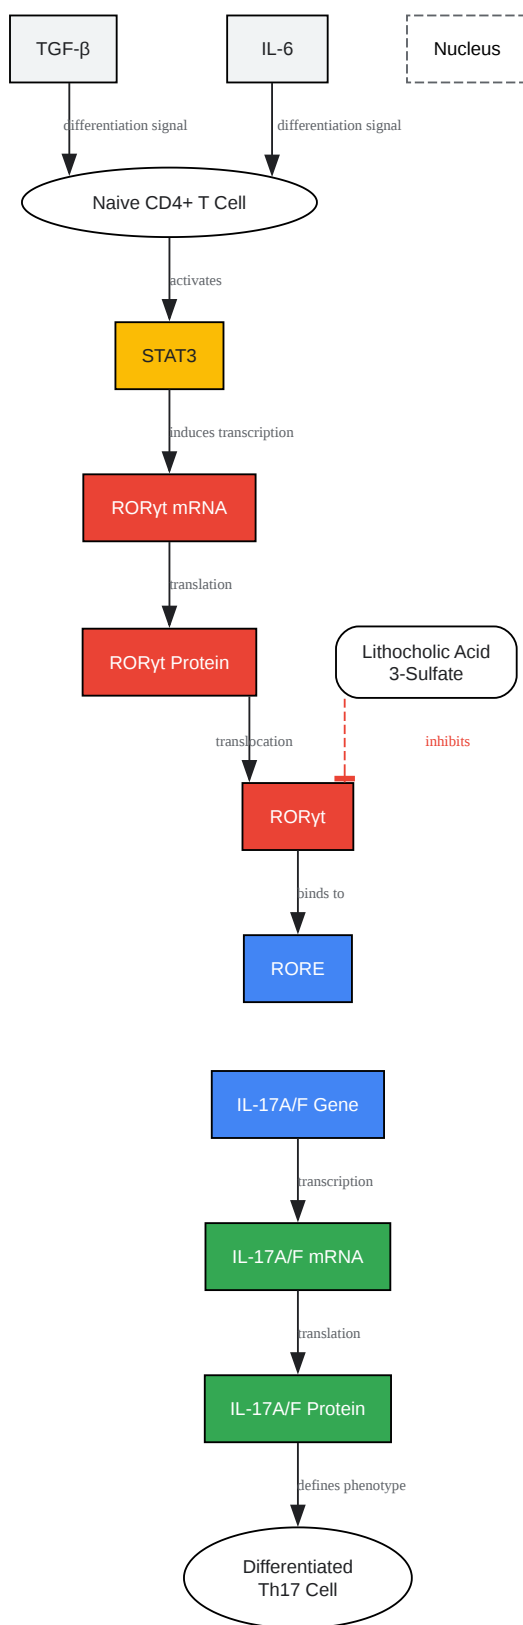 TGF-β
IL-6
Nucleus
differentiation signal
differentiation signal
Naive CD4+ T Cell
activates
STAT3
induces transcription
RORγt mRNA
translation
RORγt Protein
Lithocholic Acid
3-Sulfate
translocation
inhibits
RORγt
binds to
RORE
IL-17A/F Gene
transcription
IL-17A/F mRNA
translation
IL-17A/F Protein
defines phenotype
Differentiated
Th17 Cell